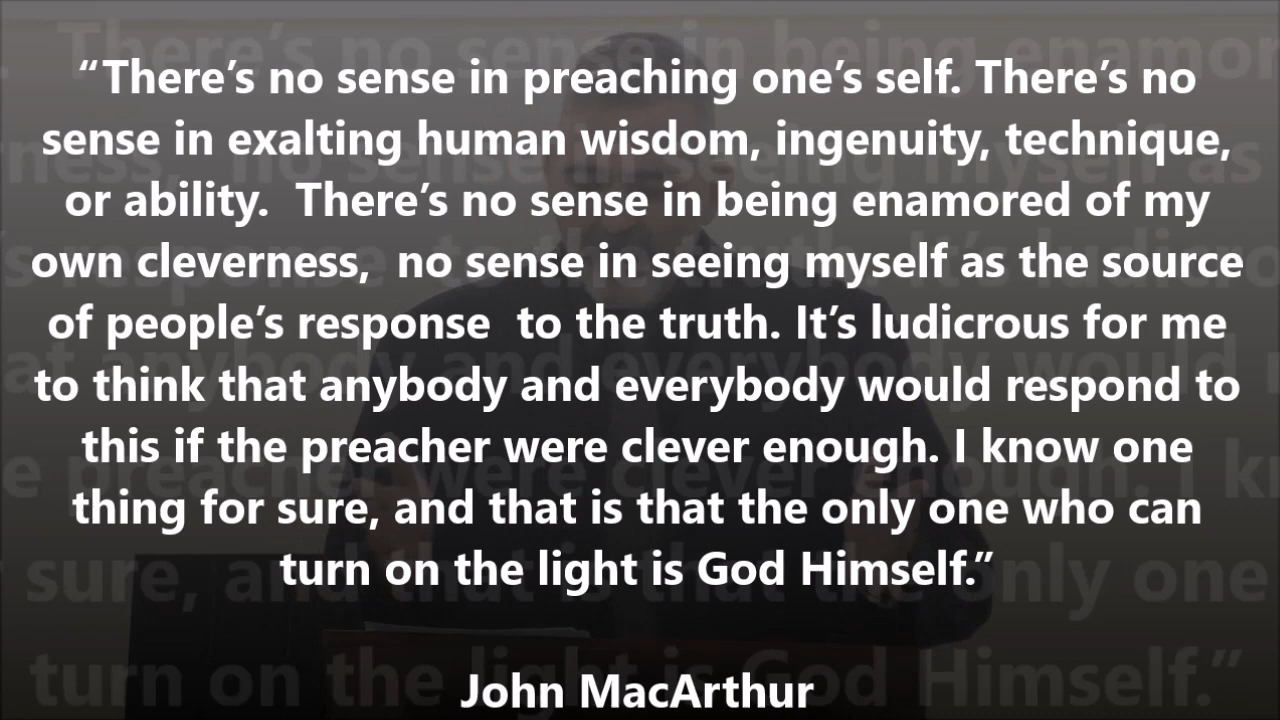 “There’s no sense in preaching one’s self. There’s no
sense in exalting human wisdom, ingenuity, technique,
or ability.  There’s no sense in being enamored of my
own cleverness,  no sense in seeing myself as the source
of people’s response  to the truth. It’s ludicrous for me
to think that anybody and everybody would respond to
this if the preacher were clever enough. I know one
thing for sure, and that is that the only one who can
turn on the light is God Himself.”
John MacArthur